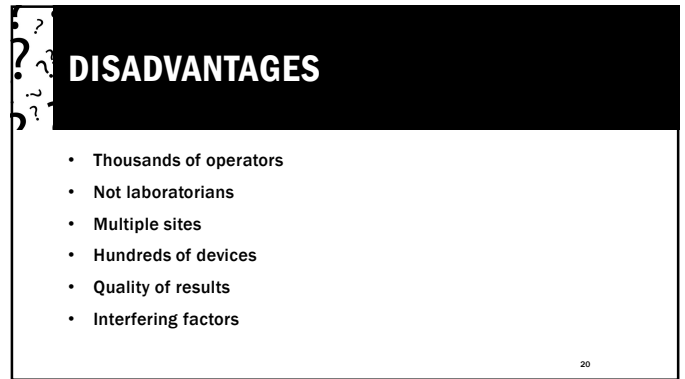 DISADVANTAGES
• Thousands of operators
• Not laboratorians
• Multiple sites
• Hundreds of devices
• Quality of results
• Interfering factors
20